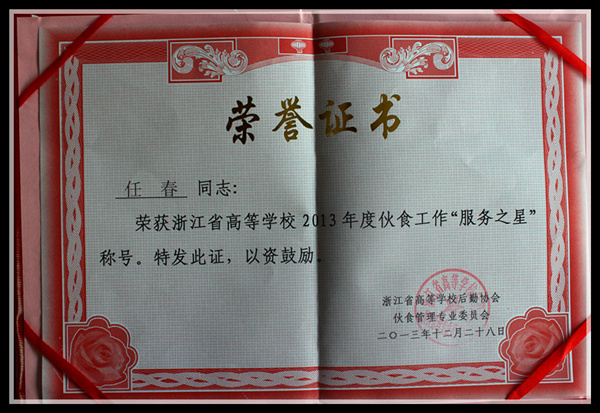 荣誉证书
任春 同志：
荣获浙江省高等学校2013年度伙食工作“服务之星”
称号。特发此证，以资鼓励。
浙江省高等学校后勤协会
伙食管理专业委员会
二〇一三年十二月二十八日